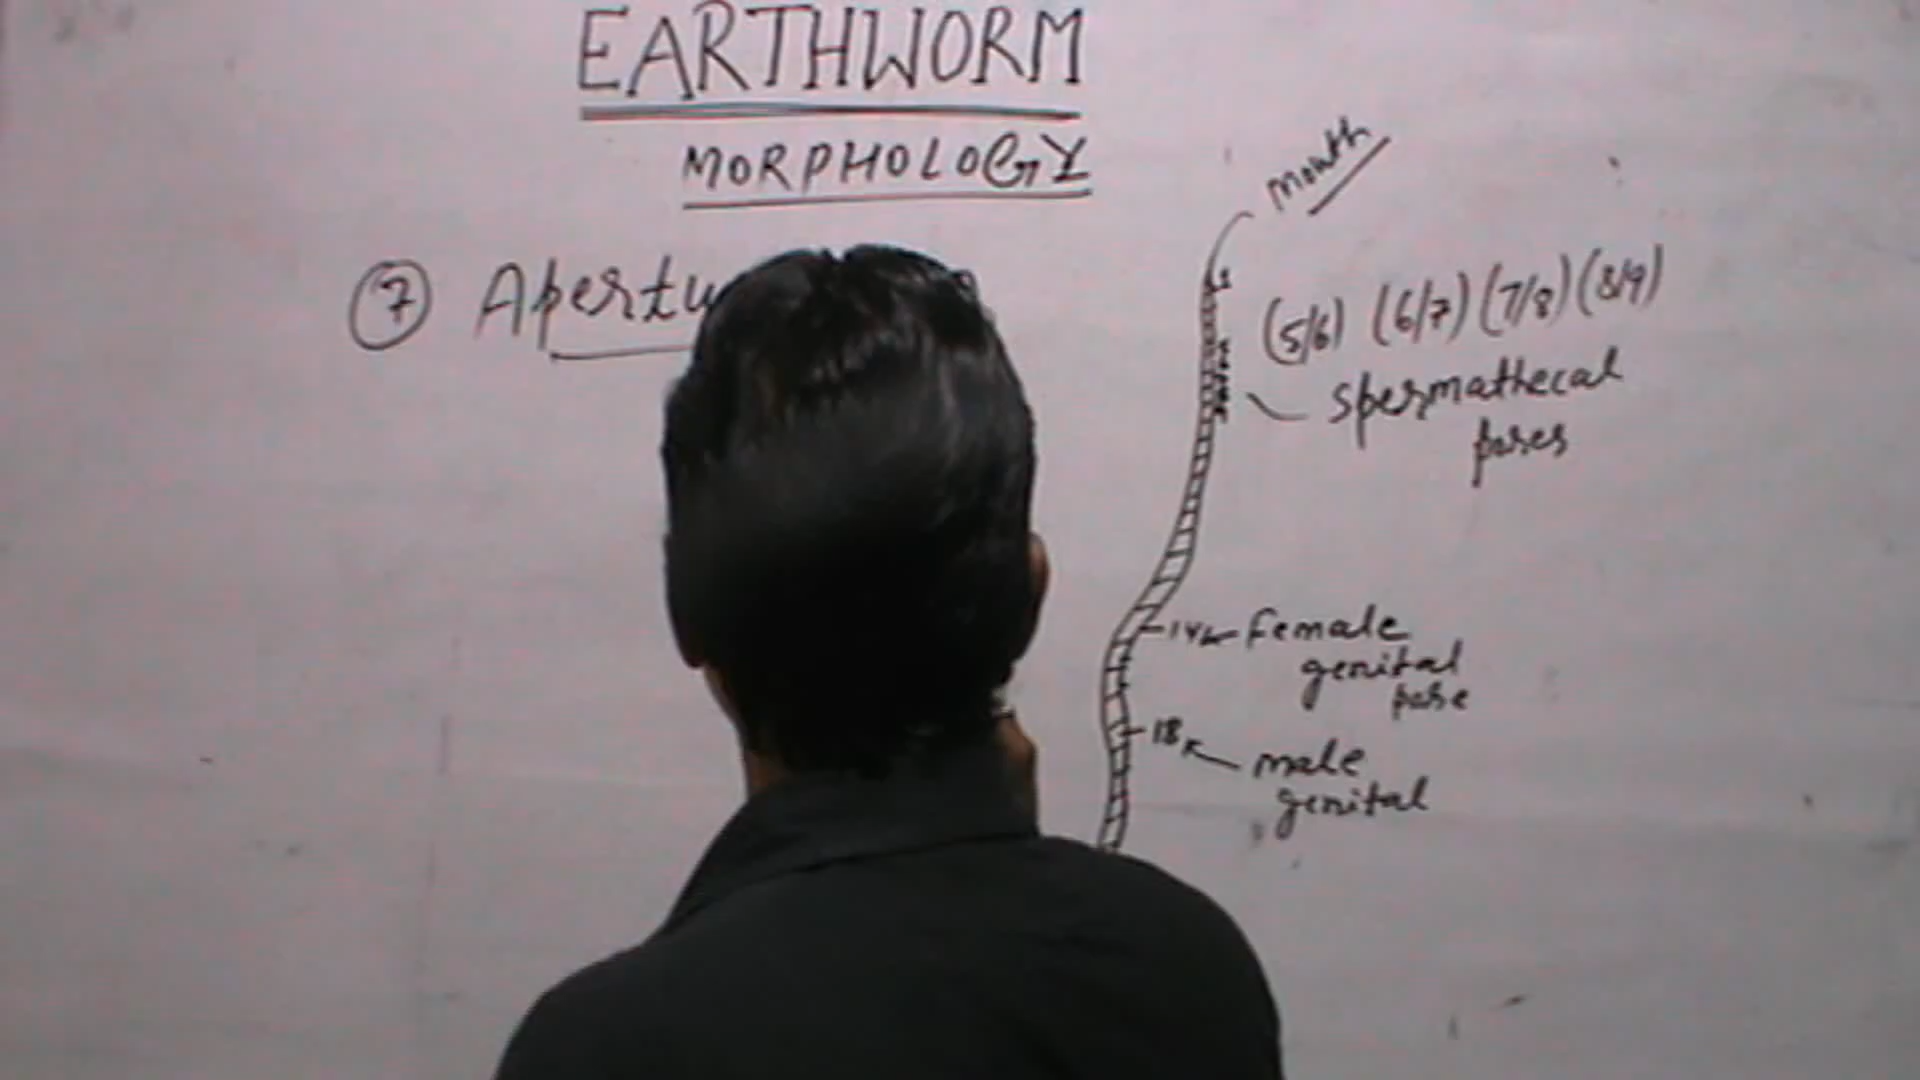 EARTHWORM
MORPHOLOGY
⑦ Apertu
mouth
(5/6) (6/7) (7/8) (8/9)
spermathecal
pores
14 Female
genital
pore
18 male
genital